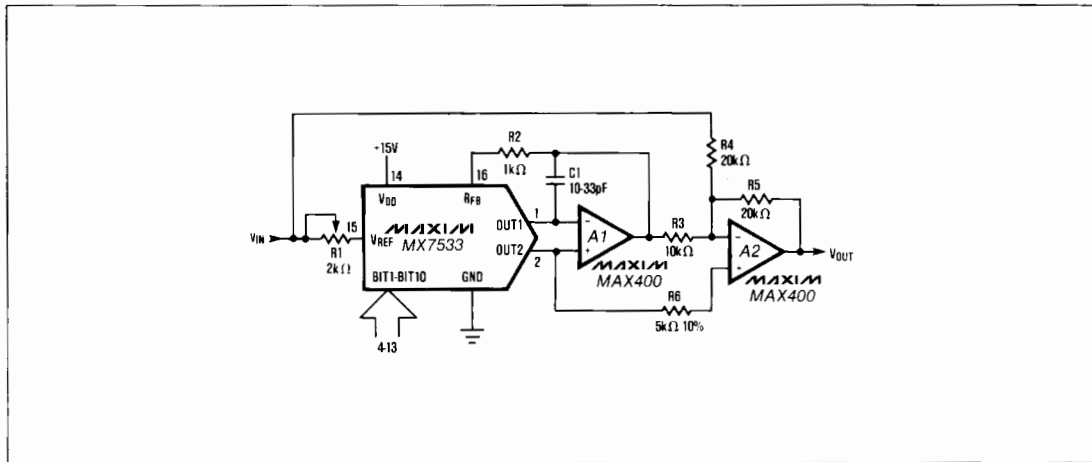 R2
1kΩ
C1
10-33pF
R4
20kΩ
R5
20kΩ
+15V
14
16
VDD
RFB
MAXIM
MX7533
VIN
15
VREF
R1
2kΩ
OUT1
1
OUT2
2
BIT1-BIT10
GND
4-13
-
+
A1
MAXIM
MAX400
R3
10kΩ
R6
5kΩ 10%
-
+
A2
MAXIM
MAX400
VOUT